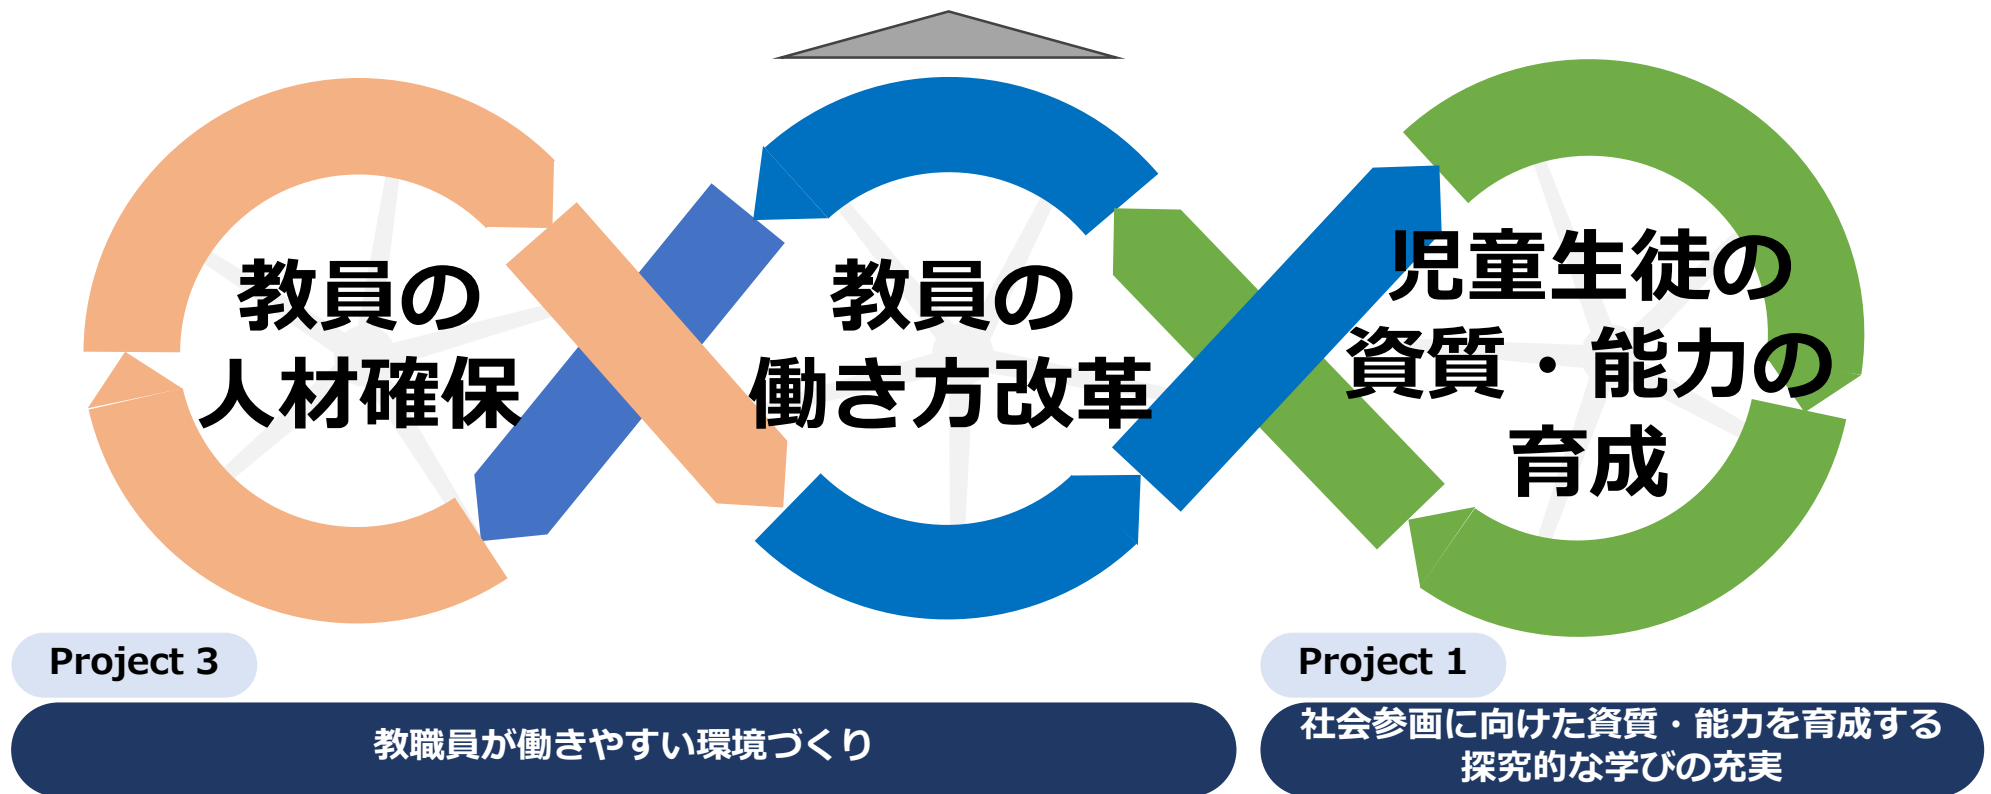 教員の
人材確保
教員の
働き方改革
児童生徒の
資質・能力の
育成
Project 3
教職員が働きやすい環境づくり
Project 1
社会参画に向けた資質・能力を育成する
探究的な学びの充実